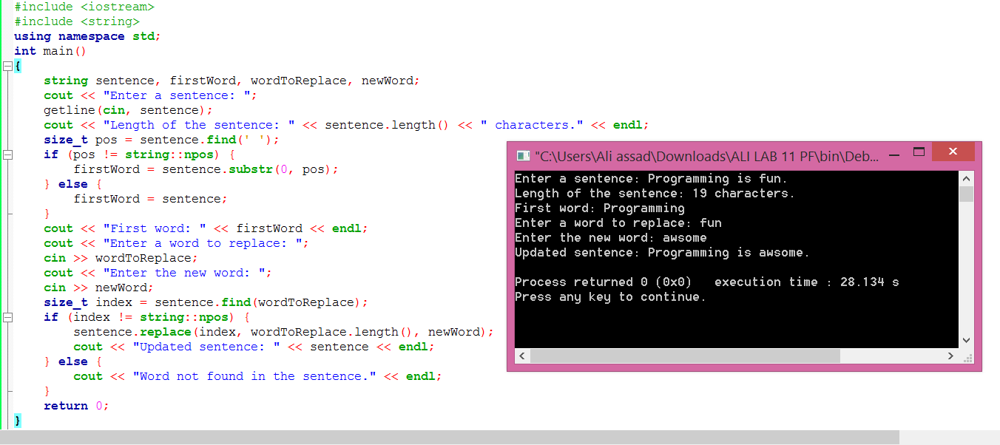 #include <iostream>
#include <string>
using namespace std;
int main()
{
    string sentence, firstWord, wordToReplace, newWord;
    cout << "Enter a sentence: ";
    getline(cin, sentence);
    cout << "Length of the sentence: " << sentence.length() << " characters." << endl;
    size_t pos = sentence.find(' ');
    if (pos != string::npos) {
        firstWord = sentence.substr(0, pos);
    } else {
        firstWord = sentence;
    }
    cout << "First word: " << firstWord << endl;
    cout << "Enter a word to replace: ";
    cin >> wordToReplace;
    cout << "Enter the new word: ";
    cin >> newWord;
    size_t index = sentence.find(wordToReplace);
    if (index != string::npos) {
        sentence.replace(index, wordToReplace.length(), newWord);
        cout << "Updated sentence: " << sentence << endl;
    } else {
        cout << "Word not found in the sentence." << endl;
    }
    return 0;
}
"C:\Users\Ali assad\Downloads\ALI LAB 11 PF\bin\Deb...
Enter a sentence: Programming is fun.
Length of the sentence: 19 characters.
First word: Programming
Enter a word to replace: fun
Enter the new word: awsome
Updated sentence: Programming is awsome.
Process returned 0 (0x0)   execution time : 28.134 s
Press any key to continue.